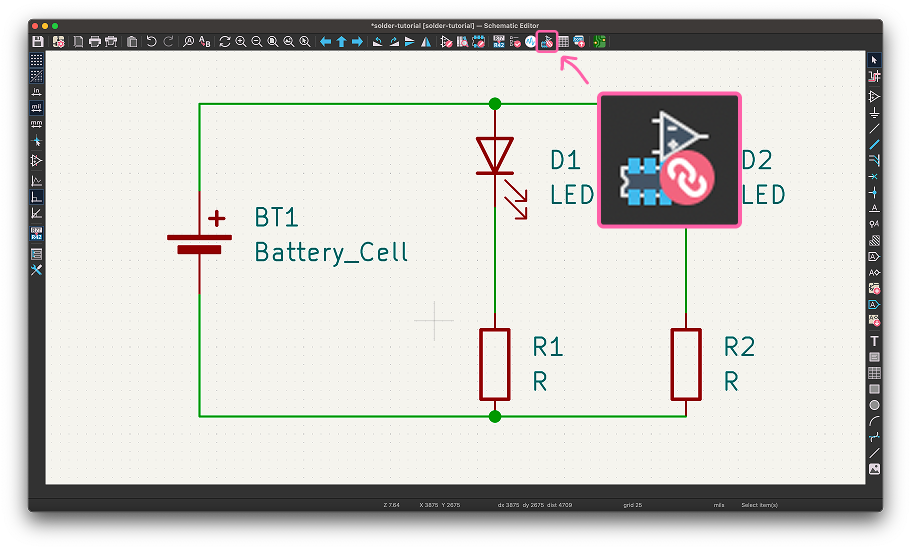 *solder-tutorial [solder-tutorial] — Schematic Editor
in
mil
mm
BT1
Battery_Cell
D1
LED
D2
LED
R1
R
R2
R
T
Z 7.64
X 3875 Y 2675
dx 3875 dy 2675 dist 4709
grid 25
mils
Select item(s)